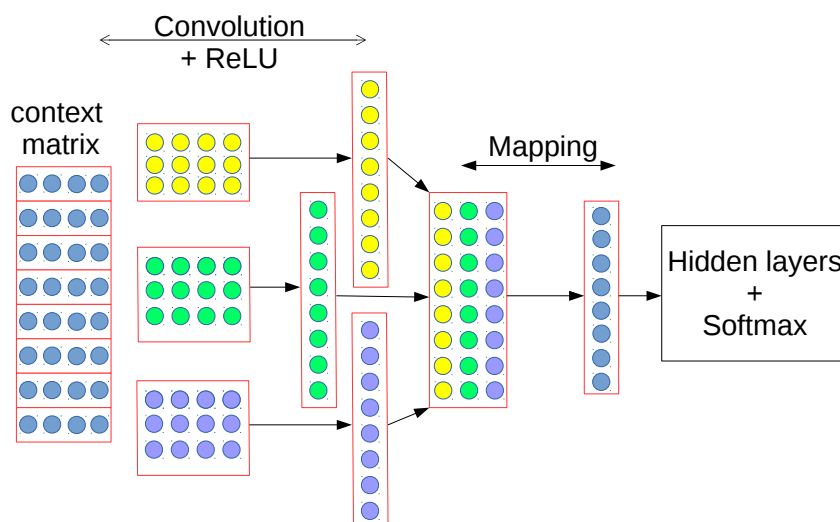 Convolution
+ ReLU
context
matrix
Mapping
Hidden layers
+
Softmax